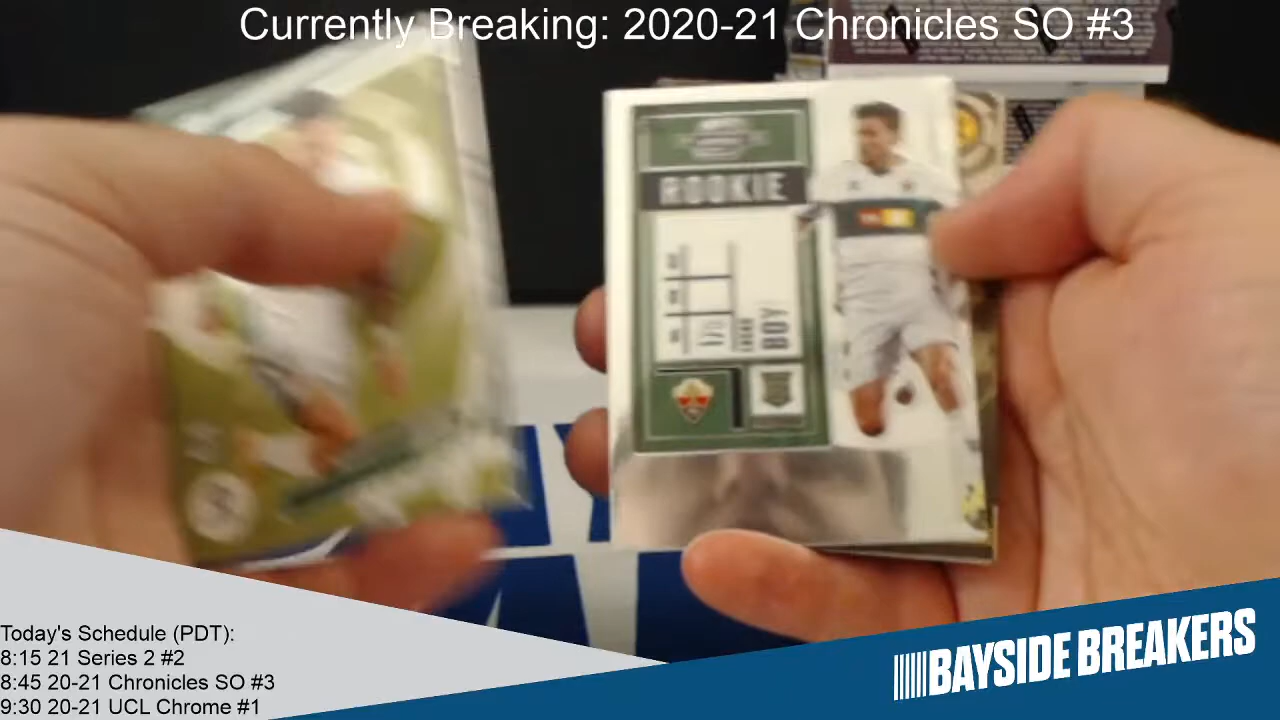 Currently Breaking: 2020-21 Chronicles SO #3
ROOKIE
BOY
Today's Schedule (PDT):
8:15 21 Series 2 #2
8:45 20-21 Chronicles SO #3
9:30 20-21 UCL Chrome #1
BAYSIDE BREAKERS